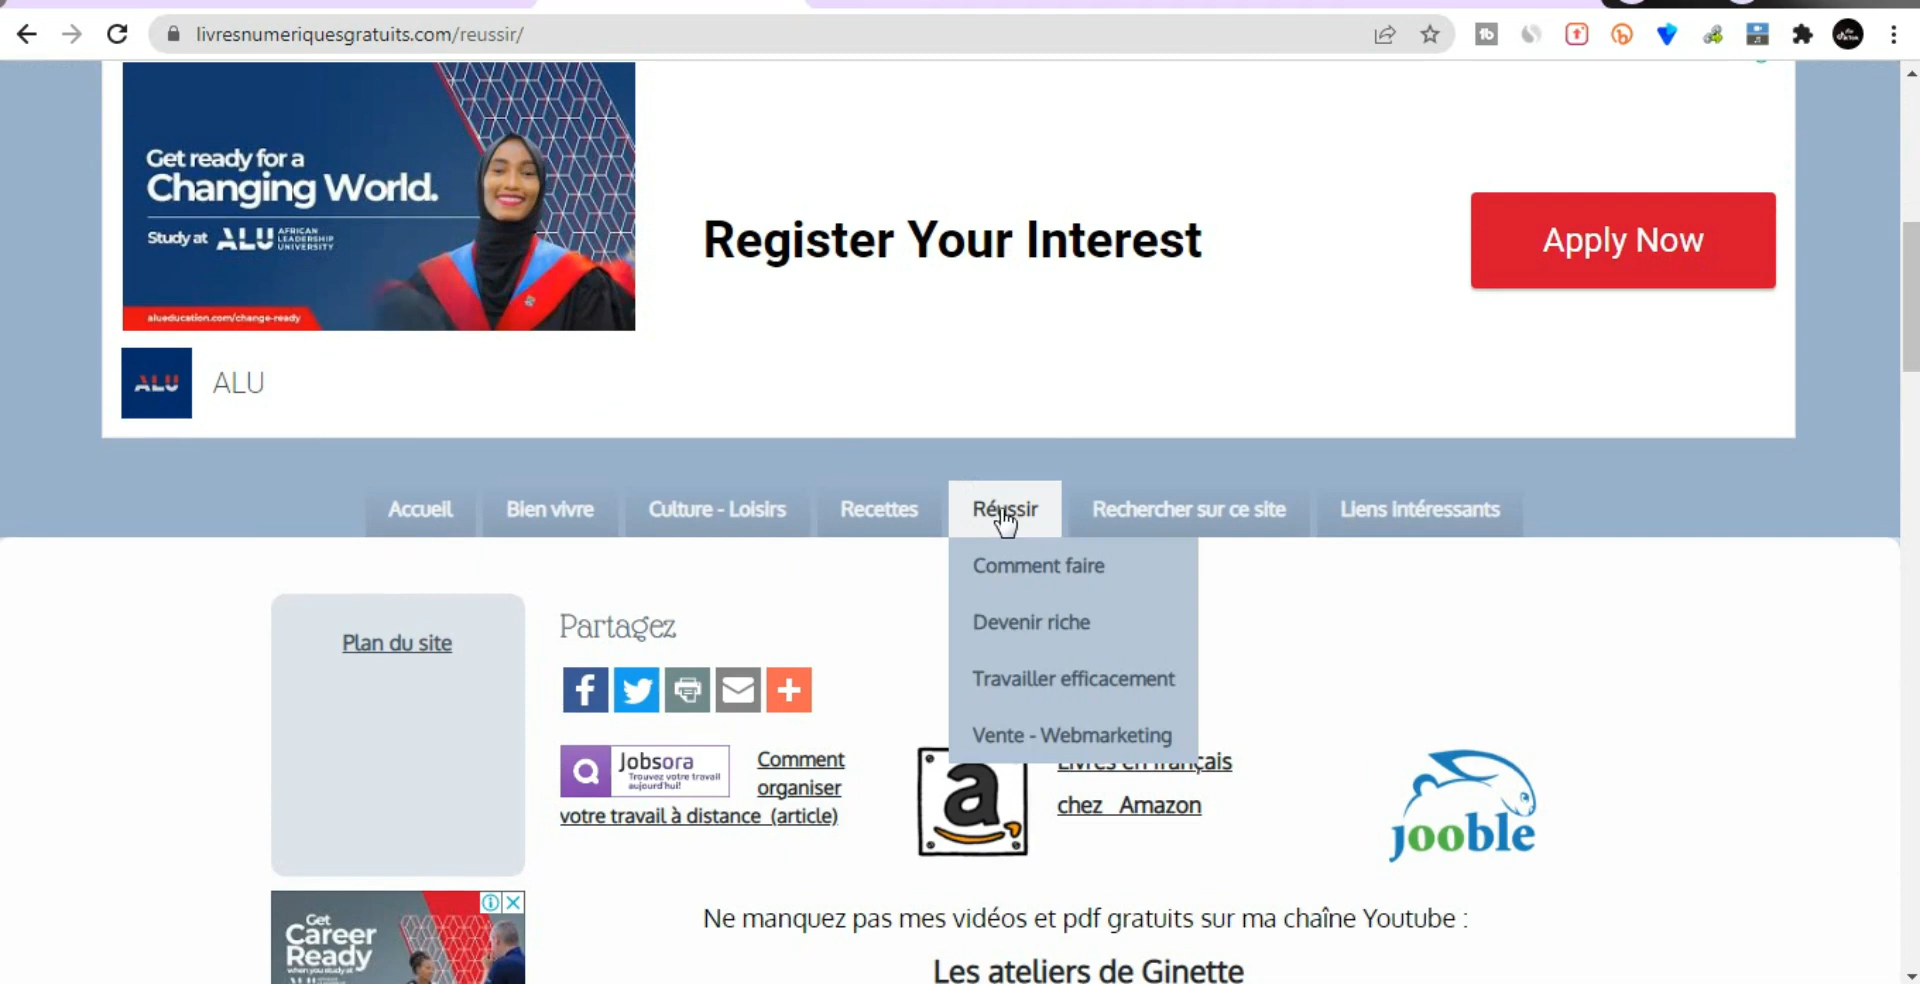 livresnumeriquesgratuits.com/reussir/
Get ready for a
Changing World.
Study at ALU AFRICAN LEADERSHIP UNIVERSITY
alueducation.com/change-ready
Register Your Interest
Apply Now
ALU
ALU
Accueil
Bien vivre
Culture - Loisirs
Recettes
Réussir
Rechercher sur ce site
Liens intéressants
Comment faire
Devenir riche
Travailler efficacement
Vente - Webmarketing
Plan du site
Partagez
Jobsora
Trouvez votre travail
aujourd'hui!
Comment
organiser
votre travail à distance (article)
Livres en français
chez Amazon
jooble
Ne manquez pas mes vidéos et pdf gratuits sur ma chaîne Youtube :
Les ateliers de Ginette
Get
Career
Ready
when you study at